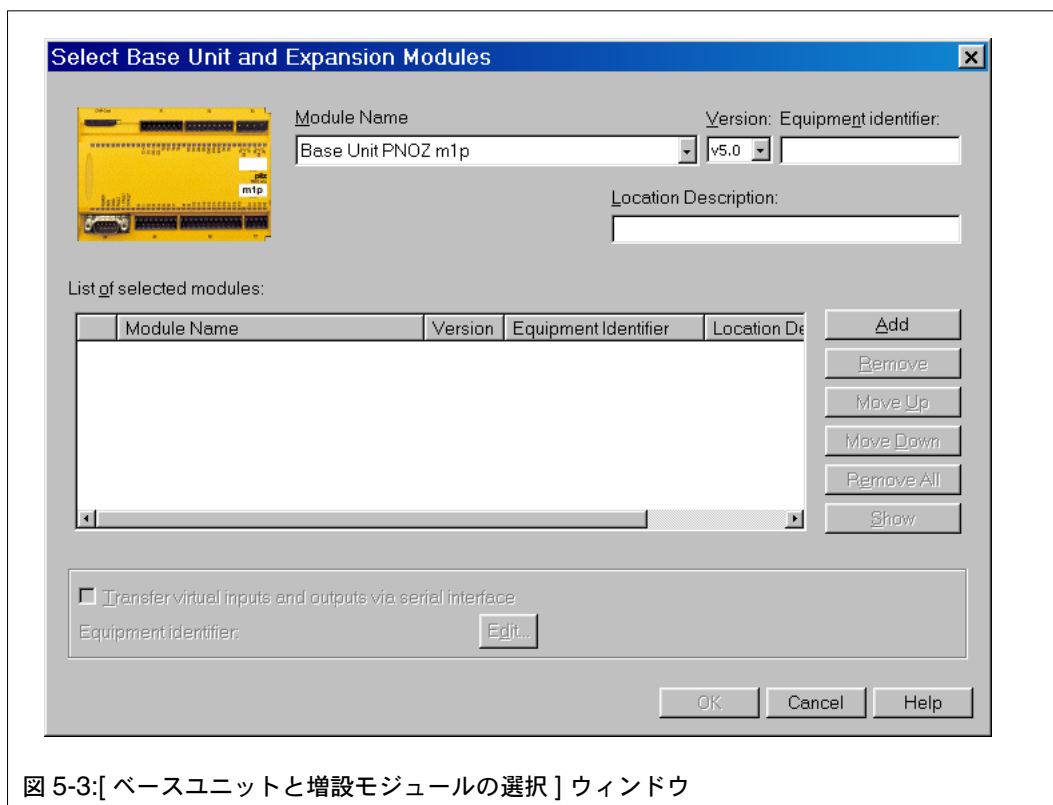 Select Base Unit and Expansion Modules
Module Name
Version: Equipment identifier:
Base Unit PNOZ m1p
v5.0
pilz
m1p
Location Description:
List of selected modules:
Module Name Version Equipment Identifier Location De
Add
Remove
Move Up
Move Down
Remove All
Show
Transfer virtual inputs and outputs via serial interface
Equipment identifier:
Edit...
OK Cancel Help
図 5-3:[ ベースユニットと増設モジュールの選択 ] ウィンドウ